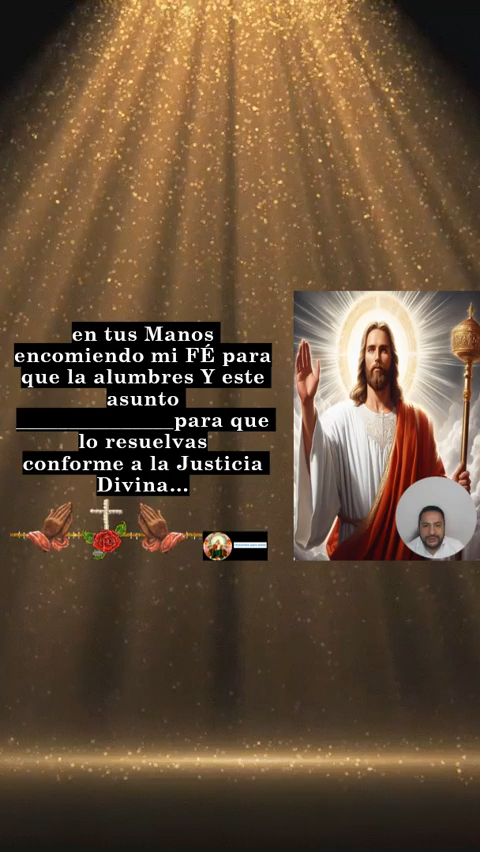 en tus Manos
encomiendo mi FÉ para
que la alumbres Y este
asunto
_______________para que
lo resuelvas
conforme a la Justicia
Divina...